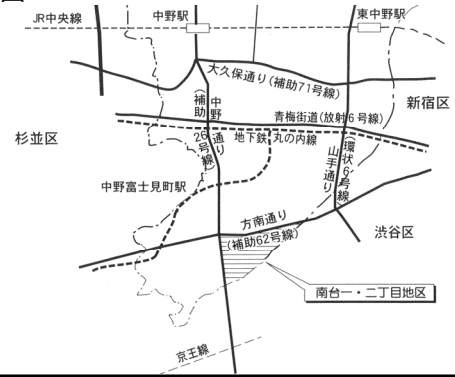 JR中央線
中野駅
東中野駅
大久保通り(補助71号線)
新宿区
青梅街道(放射6号線)
中野通り
(補助26号線)
地下鉄 丸の内線
杉並区
環状6号線
山手通り
中野富士見町駅
方南通り
(補助62号線)
渋谷区
南台一・二丁目地区
京王線